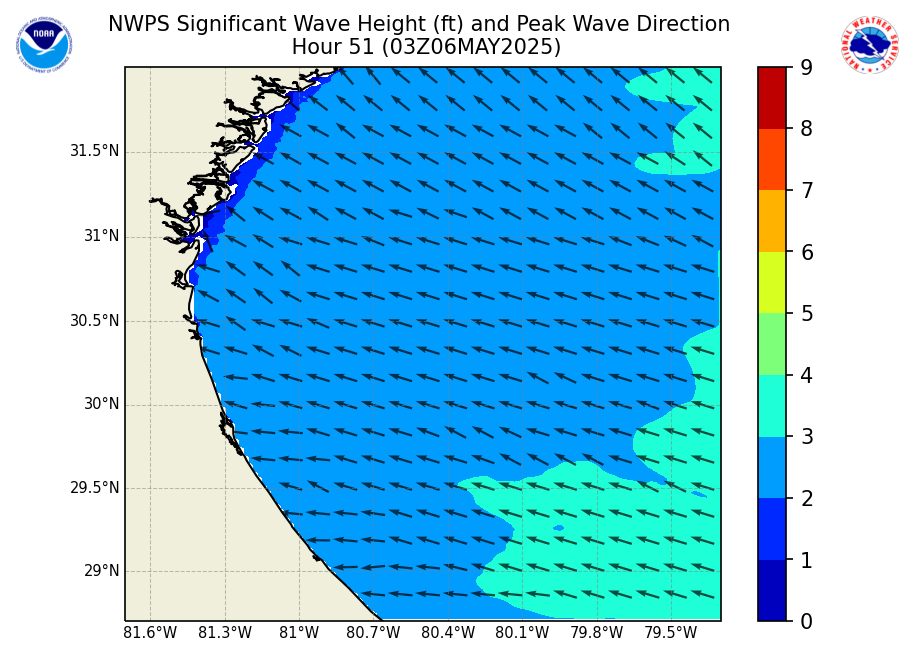 NWPS Significant Wave Height (ft) and Peak Wave Direction
Hour 51 (03Z06MAY2025)
NOAA
NATIONAL WEATHER SERVICE
9
8
7
6
5
4
3
2
1
0
31.5°N
31°N
30.5°N
30°N
29.5°N
29°N
81.6°W 81.3°W 81°W 80.7°W 80.4°W 80.1°W 79.8°W 79.5°W